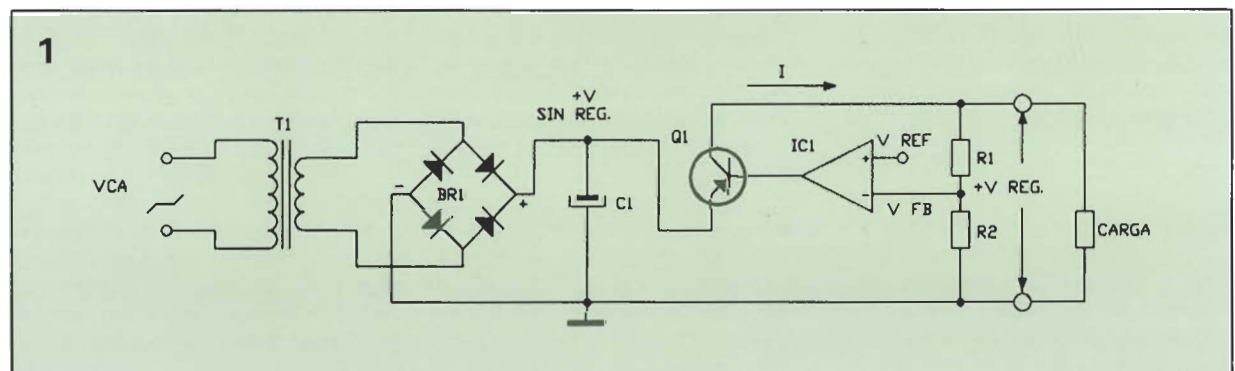 1
T1
VCA
BR1
-
+
+V
SIN REG.
C1
Q1
I
IC1
+
-
V REF
V FB
R1
+V REG.
R2
CARGA